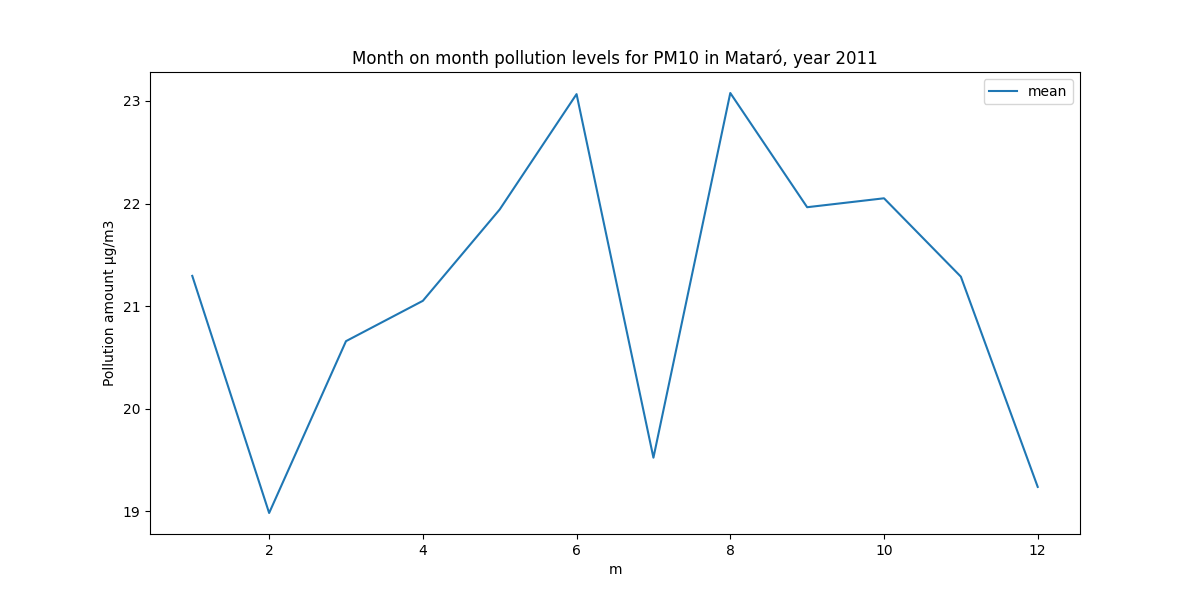 Month on month pollution levels for PM10 in Mataró, year 2011
mean
Pollution amount µg/m3
23
22
21
20
19
2 4 6 8 10 12
m